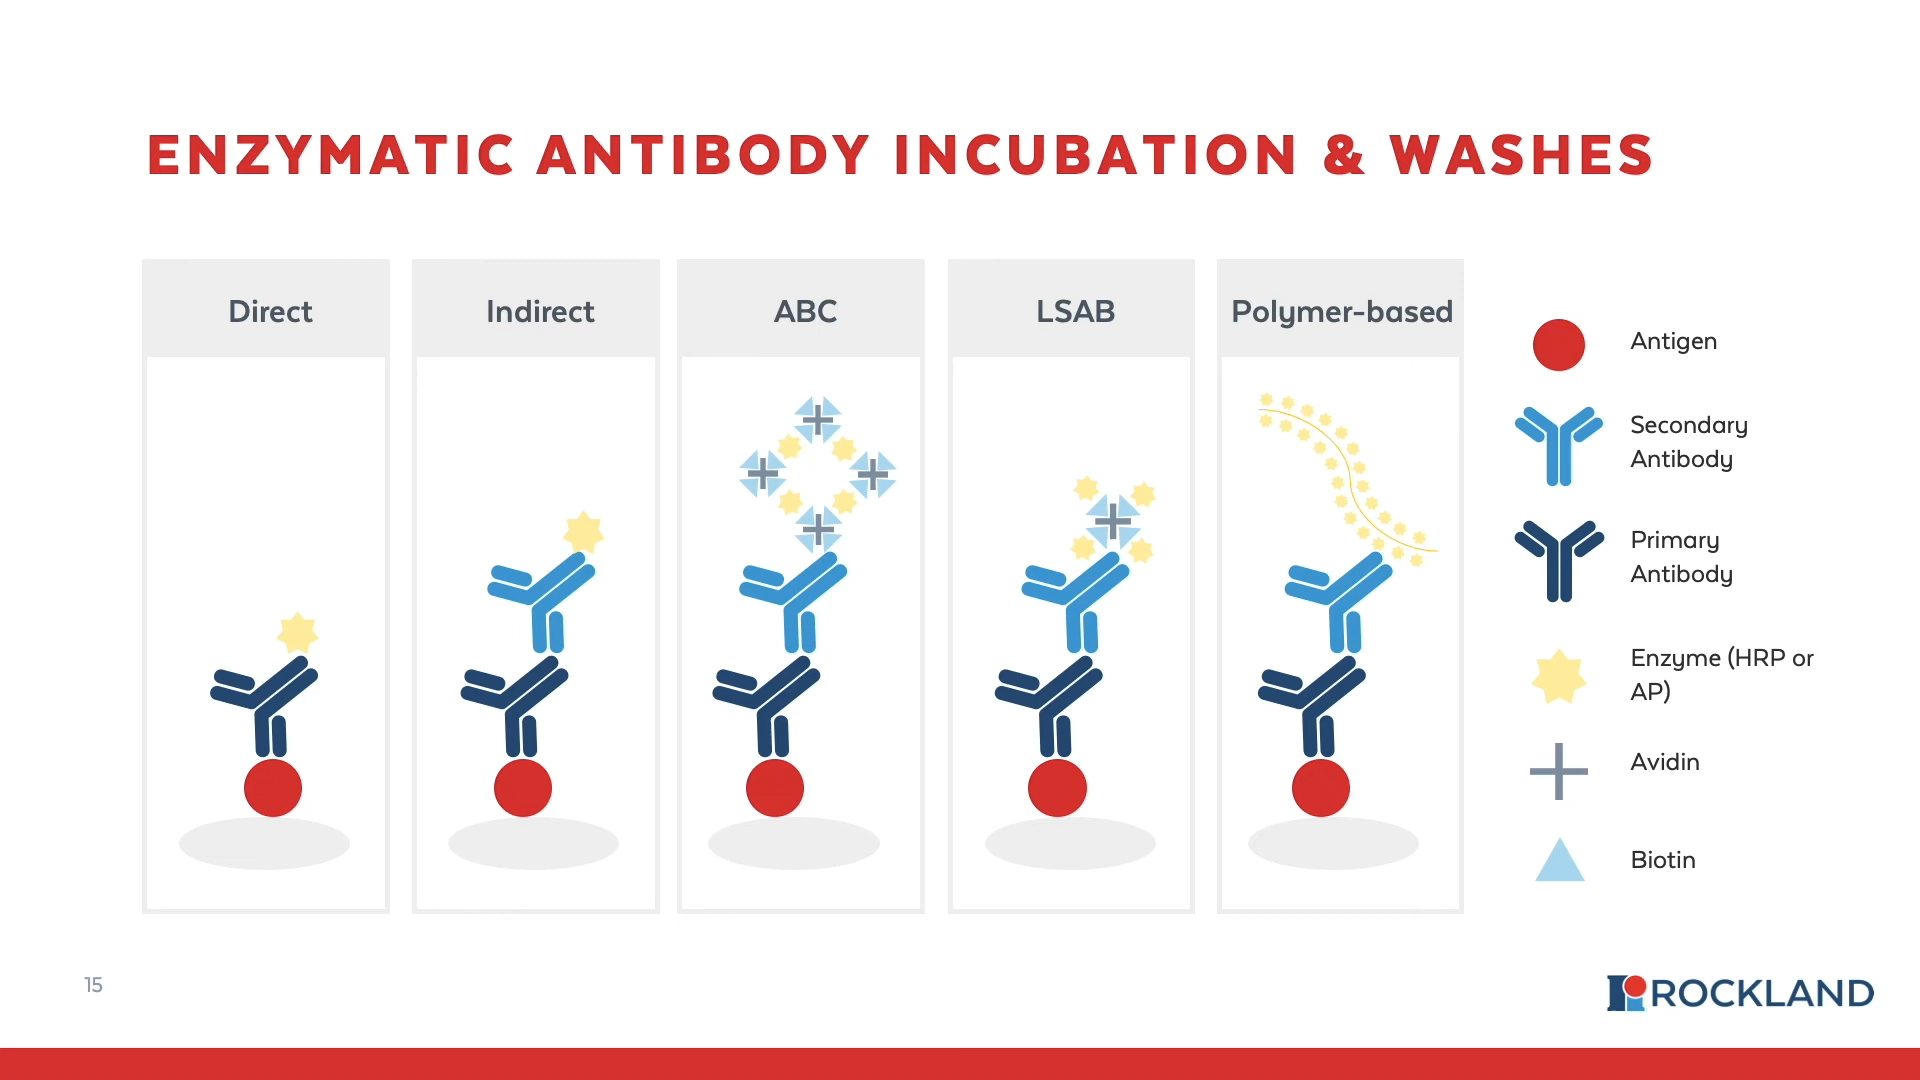 ENZYMATIC ANTIBODY INCUBATION & WASHES
Direct
Indirect
ABC
LSAB
Polymer-based
Antigen
Secondary
Antibody
Primary
Antibody
Enzyme (HRP or
AP)
Avidin
Biotin
15
ROCKLAND